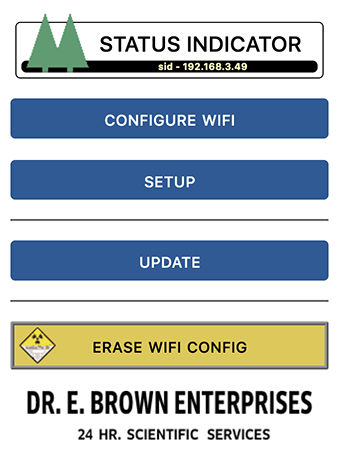 STATUS INDICATOR
sid - 192.168.3.49
CONFIGURE WIFI
SETUP
UPDATE
ERASE WIFI CONFIG
DR. E. BROWN ENTERPRISES
24 HR. SCIENTIFIC SERVICES